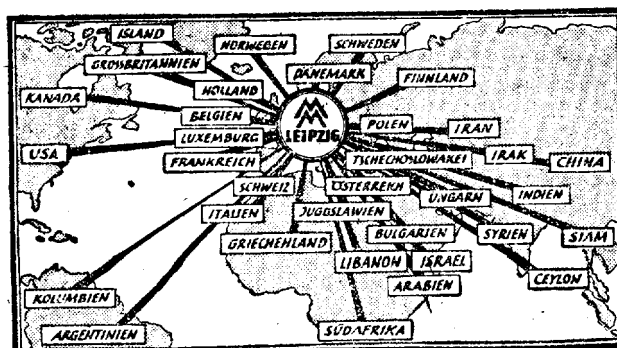 ISLAND
NORWEGEN
SCHWEDEN
GROSSBRITANNIEN
DÄNEMARK
FINNLAND
KANADA
HOLLAND
BELGIEN
MM
LEIPZIG
POLEN
IRAN
LUXEMBURG
USA
FRANKREICH
TSCHECHOSLOWAKEI
IRAK
CHINA
SCHWEIZ
ÖSTERREICH
UNGARN
INDIEN
ITALIEN
JUGOSLAWIEN
GRIECHENLAND
BULGARIEN
SYRIEN
SIAM
LIBANON
ISRAEL
ARABIEN
CEYLON
KOLUMBIEN
ARGENTINIEN
SÜDAFRIKA